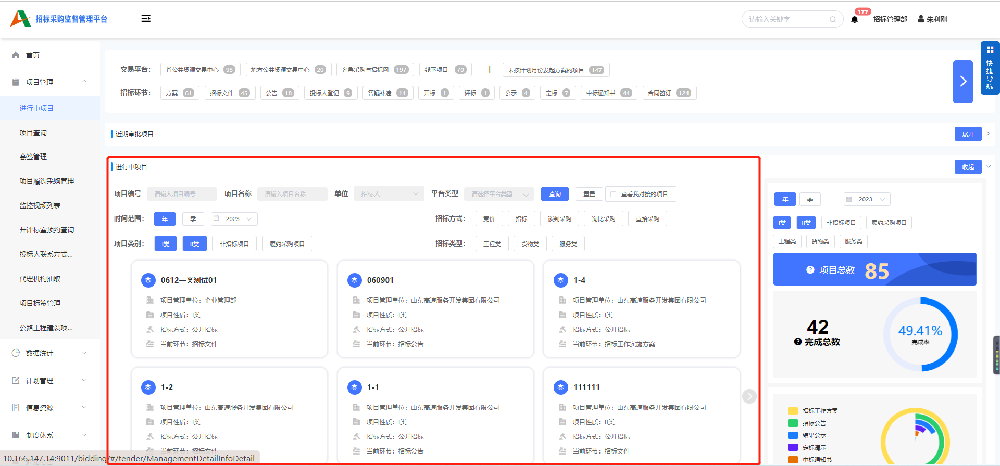 招标采购监督管理平台
请输入关键字
177
招标管理部
朱利刚
首页
项目管理
进行中项目
项目查询
会签管理
项目履约采购管理
监控视频列表
开评标室预约查询
投标人联系方式...
代理机构抽取
项目标签管理
公路工程建设项...
数据统计
计划管理
信息资源
制度体系
交易平台： 省公共资源交易中心 93 地方公共资源交易中心 20 齐鲁采购与招标网 197 线下项目 70 | 未按计划月份发起方案的项目 147
招标环节： 方案 61 招标文件 45 公告 18 投标人登记 9 答疑补遗 14 开标 1 评标 1 公示 4 定标 7 中标通知书 44 合同签订 124
快捷导航
近期审批项目
展开
进行中项目
收起
项目编号 请输入项目编号 项目名称 请输入项目名称 单位 招标人 平台类型 请选择平台类型 查询 重置 查看我对接的项目
时间范围： 年 季 2023 招标方式： 竞价 招标 谈判采购 询比采购 直接采购
项目类别： I类 II类 非招标项目 履约采购项目 招标类型： 工程类 货物类 服务类
0612一类测试01
项目管理单位：企业管理部
项目性质：I类
招标方式：公开招标
当前环节：招标文件
060901
项目管理单位：山东高速服务开发集团有限公司
项目性质：I类
招标方式：公开招标
当前环节：招标公告
1-4
项目管理单位：山东高速服务开发集团有限公司
项目性质：I类
招标方式：公开招标
当前环节：招标工作实施方案
1-2
项目管理单位：山东高速服务开发集团有限公司
项目性质：I类
招标方式：公开招标
当前环节：招标文件
1-1
项目管理单位：山东高速服务开发集团有限公司
项目性质：I类
招标方式：公开招标
当前环节：招标公告
111111
项目管理单位：山东高速服务开发集团有限公司
项目性质：II类
招标方式：公开招标
当前环节：招标文件
年 季 2023
I类 II类 非招标项目 履约采购项目
工程类 货物类 服务类
项目总数 85
42
完成总数
49.41%
完成率
招标工作方案
招标公告
结果公示
定标请示
中标通知书
10.166.147.14:9011/bidding/#/tender/ManagementDetailInfoDetail